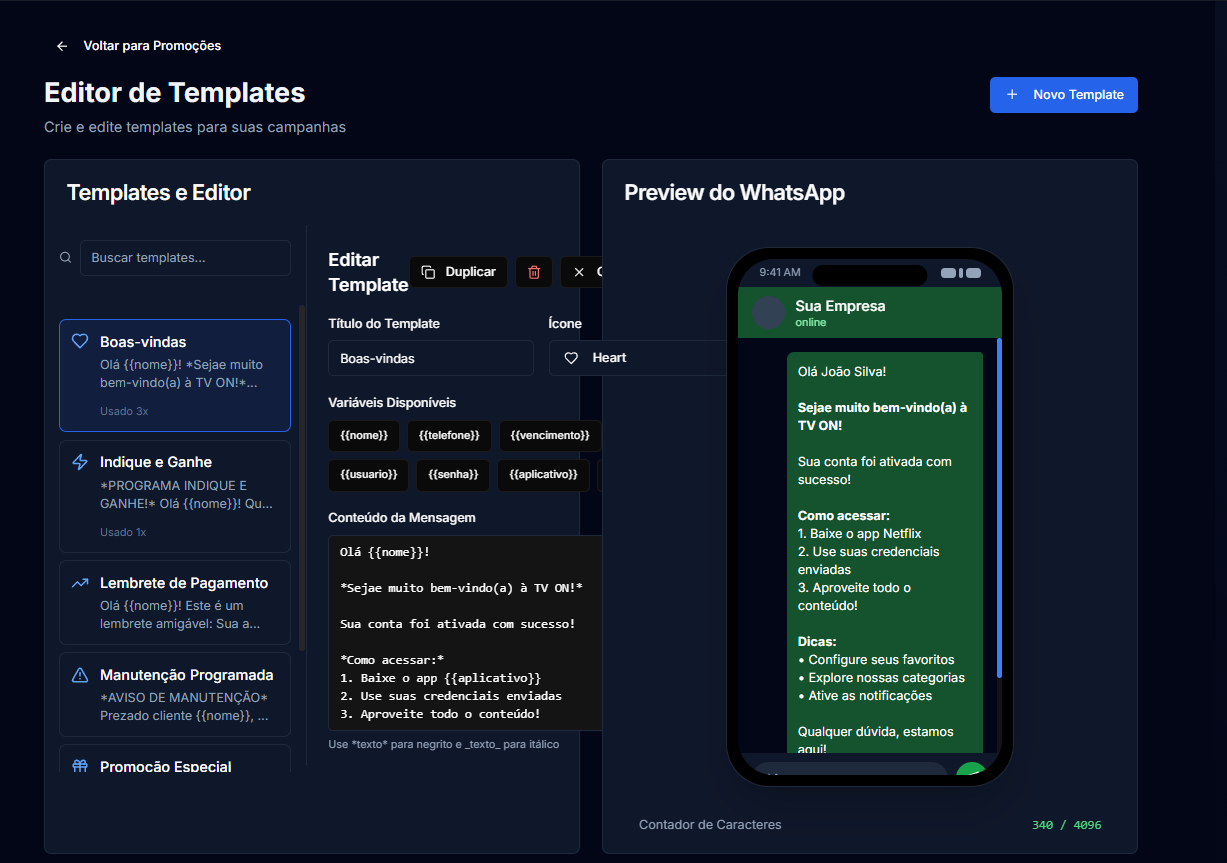 Voltar para Promoções
Editor de Templates
Crie e edite templates para suas campanhas
Novo Template
Templates e Editor
Buscar templates...
Boas-vindas
Olá {{nome}}! *Sejae muito
bem-vindo(a) à TV ON!*...
Usado 3x
Indique e Ganhe
*PROGRAMA INDIQUE E
GANHE!* Olá {{nome}}! Qu...
Usado 1x
Lembrete de Pagamento
Olá {{nome}}! Este é um
lembrete amigável: Sua a...
Manutenção Programada
*AVISO DE MANUTENÇÃO*
Prezado cliente {{nome}}, ...
Promoção Especial
Editar
Template
Duplicar
Título do Template
Ícone
Boas-vindas
Heart
Variáveis Disponíveis
{{nome}}
{{telefone}}
{{vencimento}}
{{usuario}}
{{senha}}
{{aplicativo}}
Conteúdo da Mensagem
Olá {{nome}}!
*Sejae muito bem-vindo(a) à TV ON!*
Sua conta foi ativada com sucesso!
*Como acessar:*
1. Baixe o app {{aplicativo}}
2. Use suas credenciais enviadas
3. Aproveite todo o conteúdo!
Use *texto* para negrito e _texto_ para itálico
Preview do WhatsApp
9:41 AM
Sua Empresa
online
Olá João Silva!
Sejae muito bem-vindo(a) à
TV ON!
Sua conta foi ativada com
sucesso!
Como acessar:
1. Baixe o app Netflix
2. Use suas credenciais
enviadas
3. Aproveite todo o
conteúdo!
Dicas:
• Configure seus favoritos
• Explore nossas categorias
• Ative as notificações
Qualquer dúvida, estamos
aqui!
Contador de Caracteres
340 / 4096